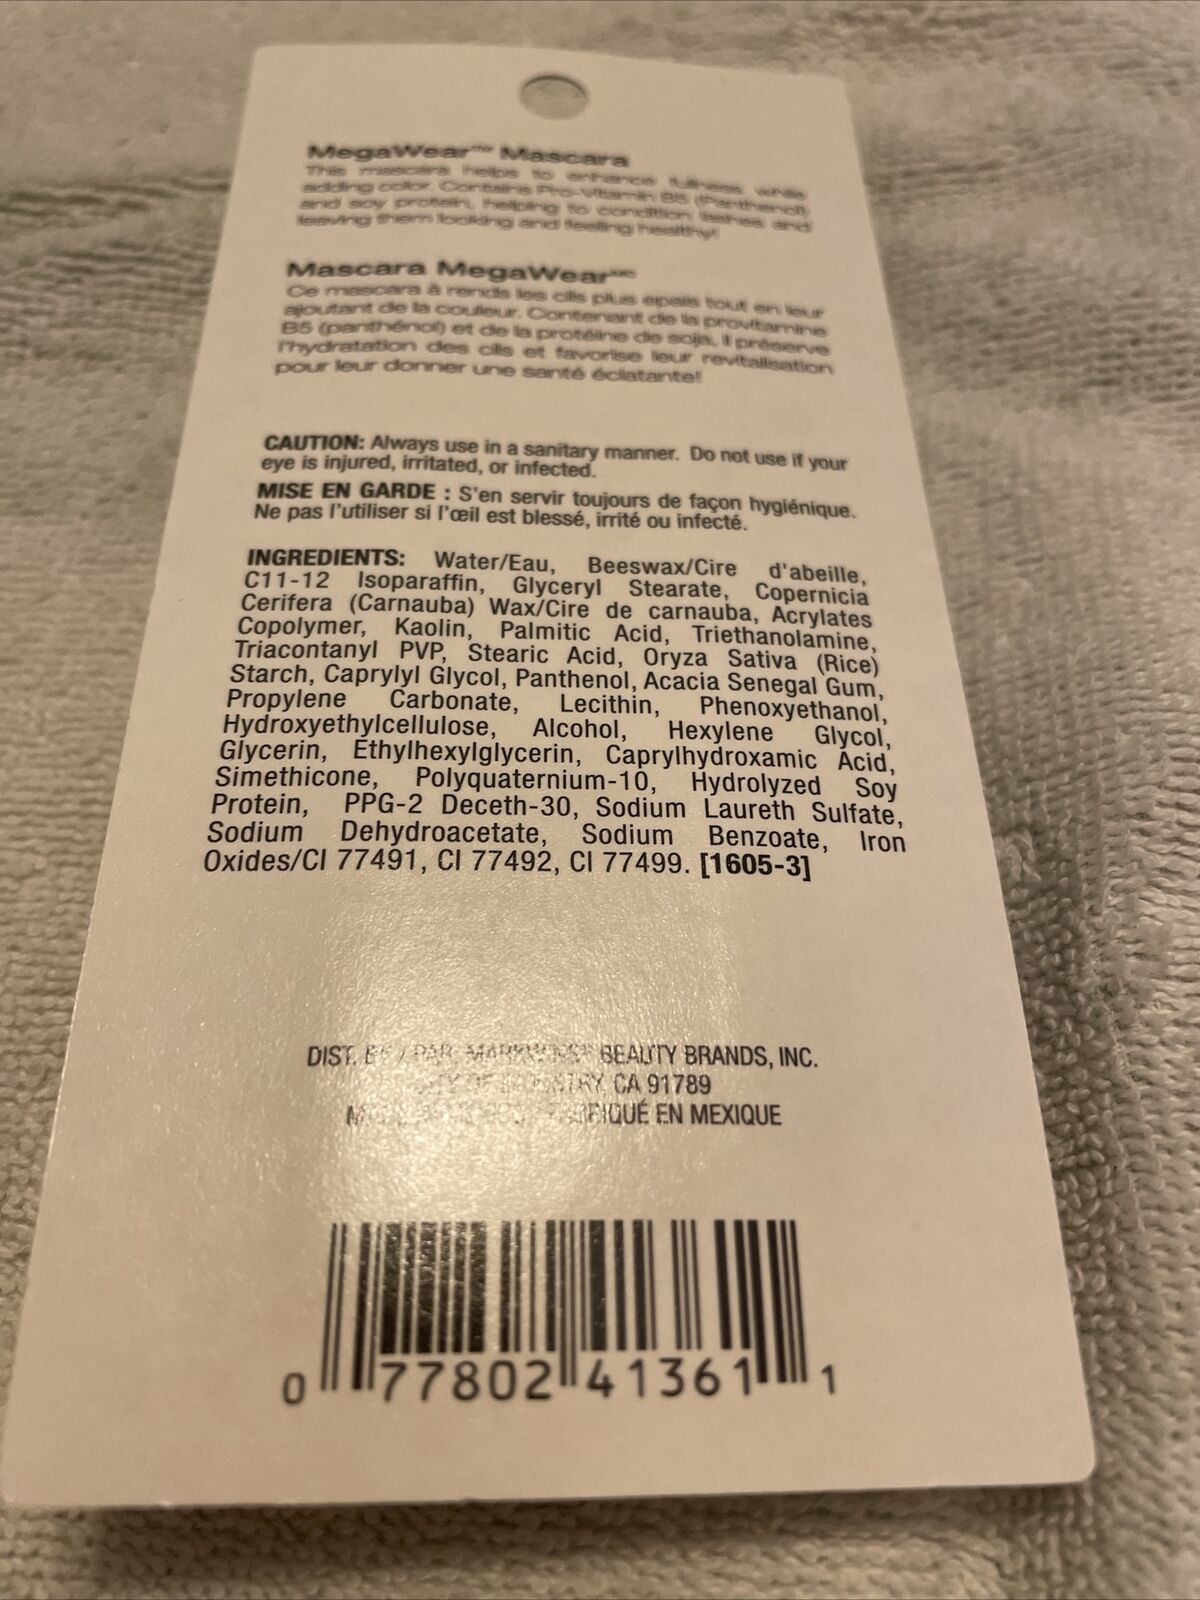 MegaWear™ Mascara
This mascara helps to enhance fullness, while
adding color. Contains Pro-Vitamin B5 (Panthenol)
and soy protein, helping to condition lashes and
leaving them looking and feeling healthy!
Mascara MegaWear
Ce mascara à rends les cils plus epais tout en leur
ajoutant de la couleur. Contenant de la provitamine
B5 (panthénol) et de la protéine de soja, il préserve
l'hydratation des cils et favorise leur revitalisation
pour leur donner une santé éclatante!
CAUTION: Always use in a sanitary manner. Do not use if your
eye is injured, irritated, or infected.
MISE EN GARDE : S'en servir toujours de façon hygiénique.
Ne pas l'utiliser si l'œil est blessé, irrité ou infecté.
INGREDIENTS: Water/Eau, Beeswax/Cire d'abeille,
C11-12 Isoparaffin, Glyceryl Stearate, Copernicia
Cerifera (Carnauba) Wax/Cire de carnauba, Acrylates
Copolymer, Kaolin, Palmitic Acid, Triethanolamine,
Triacontanyl PVP, Stearic Acid, Oryza Sativa (Rice)
Starch, Caprylyl Glycol, Panthenol, Acacia Senegal Gum,
Propylene Carbonate, Lecithin, Phenoxyethanol,
Hydroxyethylcellulose, Alcohol, Hexylene Glycol,
Glycerin, Ethylhexylglycerin, Caprylhydroxamic Acid,
Simethicone, Polyquaternium-10, Hydrolyzed Soy
Protein, PPG-2 Deceth-30, Sodium Laureth Sulfate,
Sodium Dehydroacetate, Sodium Benzoate, Iron
Oxides/CI 77491, CI 77492, CI 77499. [1605-3]
DIST. BY / PAR: MARKWINS® BEAUTY BRANDS, INC.
CITY OF INDUSTRY, CA 91789
FABRIQUÉ EN MEXIQUE
0 77802 41361 1